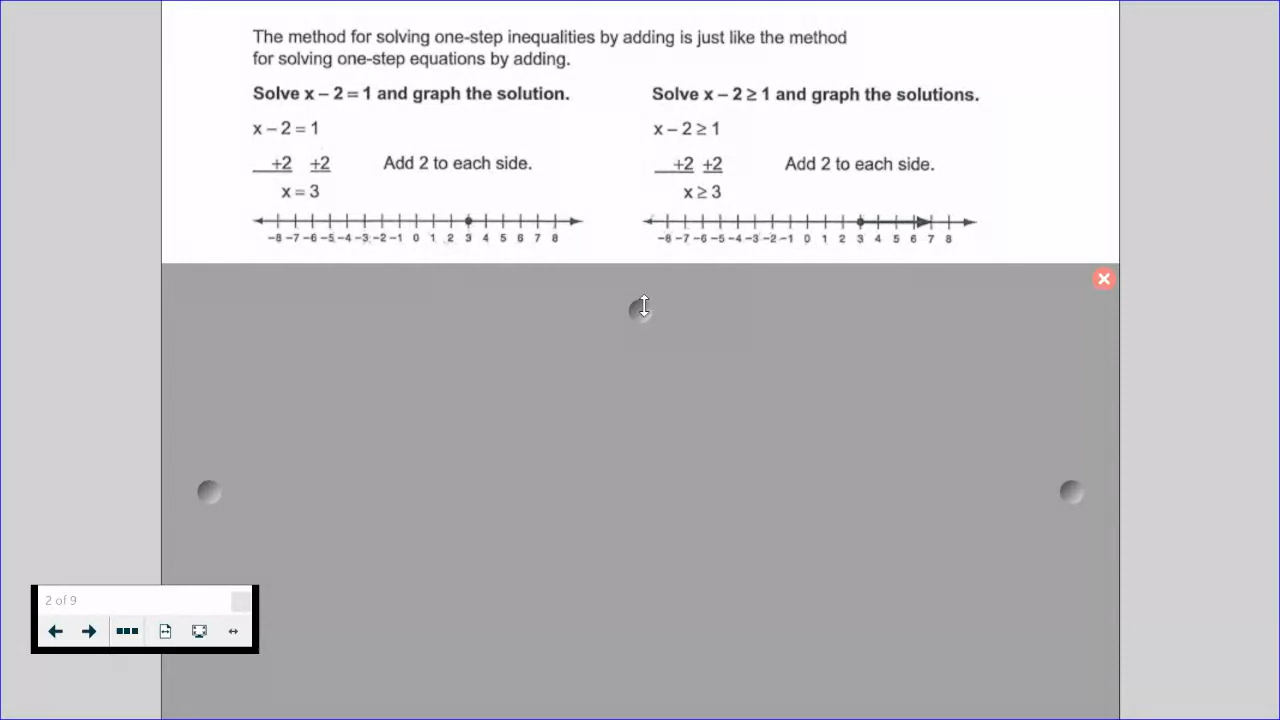 The method for solving one-step inequalities by adding is just like the method
for solving one-step equations by adding.
Solve x – 2 = 1 and graph the solution.
x – 2 = 1
+2 +2 Add 2 to each side.
x = 3
–8 –7 –6 –5 –4 –3 –2 –1 0 1 2 3 4 5 6 7 8
Solve x – 2 ≥ 1 and graph the solutions.
x – 2 ≥ 1
+2 +2 Add 2 to each side.
x ≥ 3
–8 –7 –6 –5 –4 –3 –2 –1 0 1 2 3 4 5 6 7 8
2 of 9